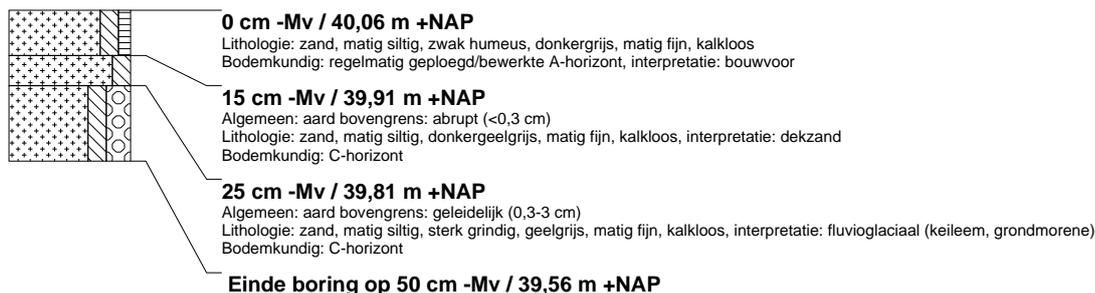 0 cm -Mv / 40,06 m +NAP
Lithologie: zand, matig siltig, zwak humeus, donkergrijs, matig fijn, kalkloos
Bodemkundig: regelmatig geploegd/bewerkte A-horizont, interpretatie: bouwvoor
15 cm -Mv / 39,91 m +NAP
Algemeen: aard bovengrens: abrupt (<0,3 cm)
Lithologie: zand, matig siltig, donkergeelgrijs, matig fijn, kalkloos, interpretatie: dekzand
Bodemkundig: C-horizont
25 cm -Mv / 39,81 m +NAP
Algemeen: aard bovengrens: geleidelijk (0,3-3 cm)
Lithologie: zand, matig siltig, sterk grindig, geelgrijs, matig fijn, kalkloos, interpretatie: fluvioglaciaal (keileem, grondmorene)
Bodemkundig: C-horizont
Einde boring op 50 cm -Mv / 39,56 m +NAP